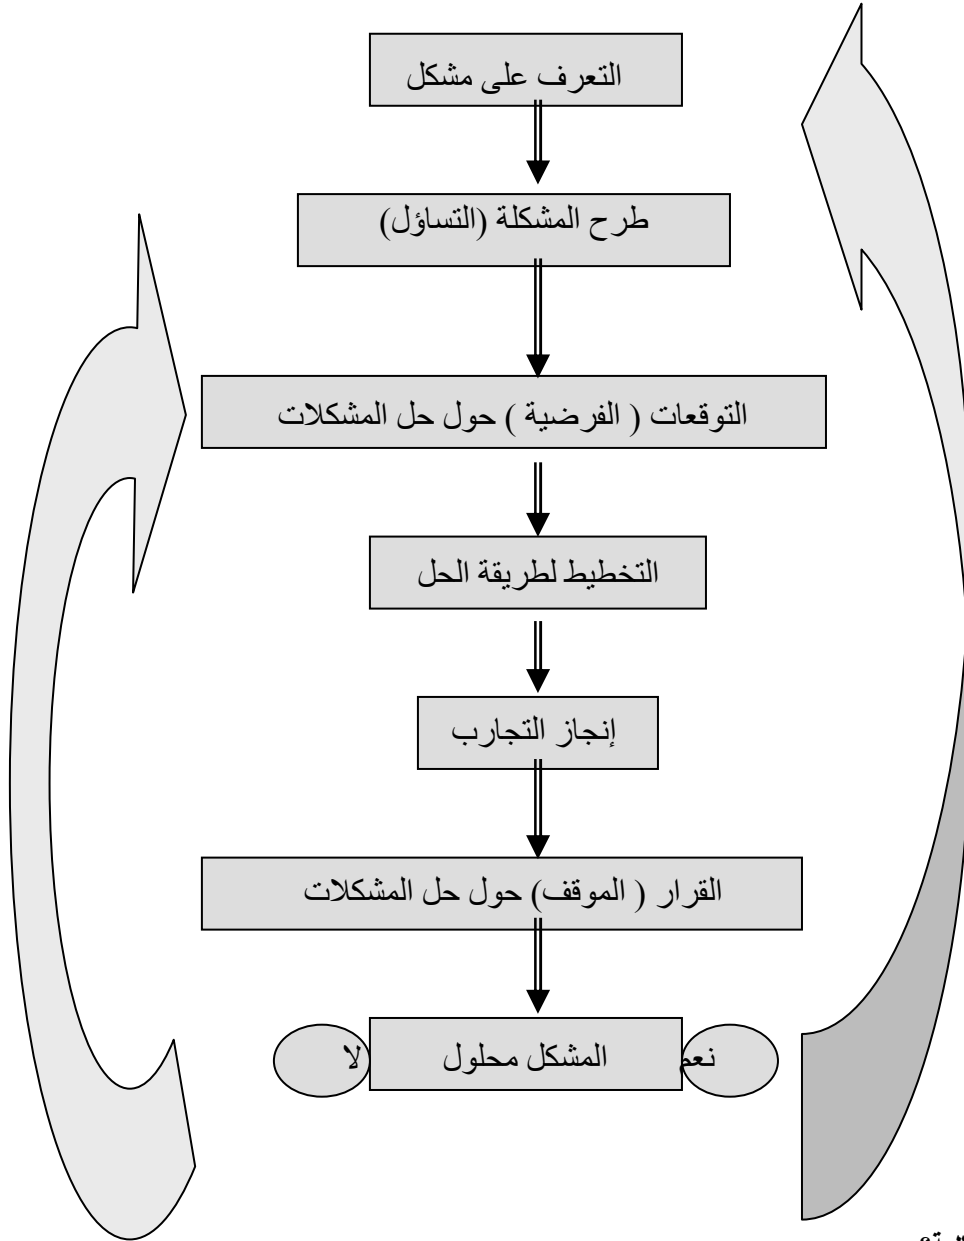 التعرف على مشكل
طرح المشكلة (التساؤل)
التوقعات ( الفرضية ) حول حل المشكلات
التخطيط لطريقة الحل
إنجاز التجارب
القرار ( الموقف) حول حل المشكلات
نعم
المشكل محلول
لا